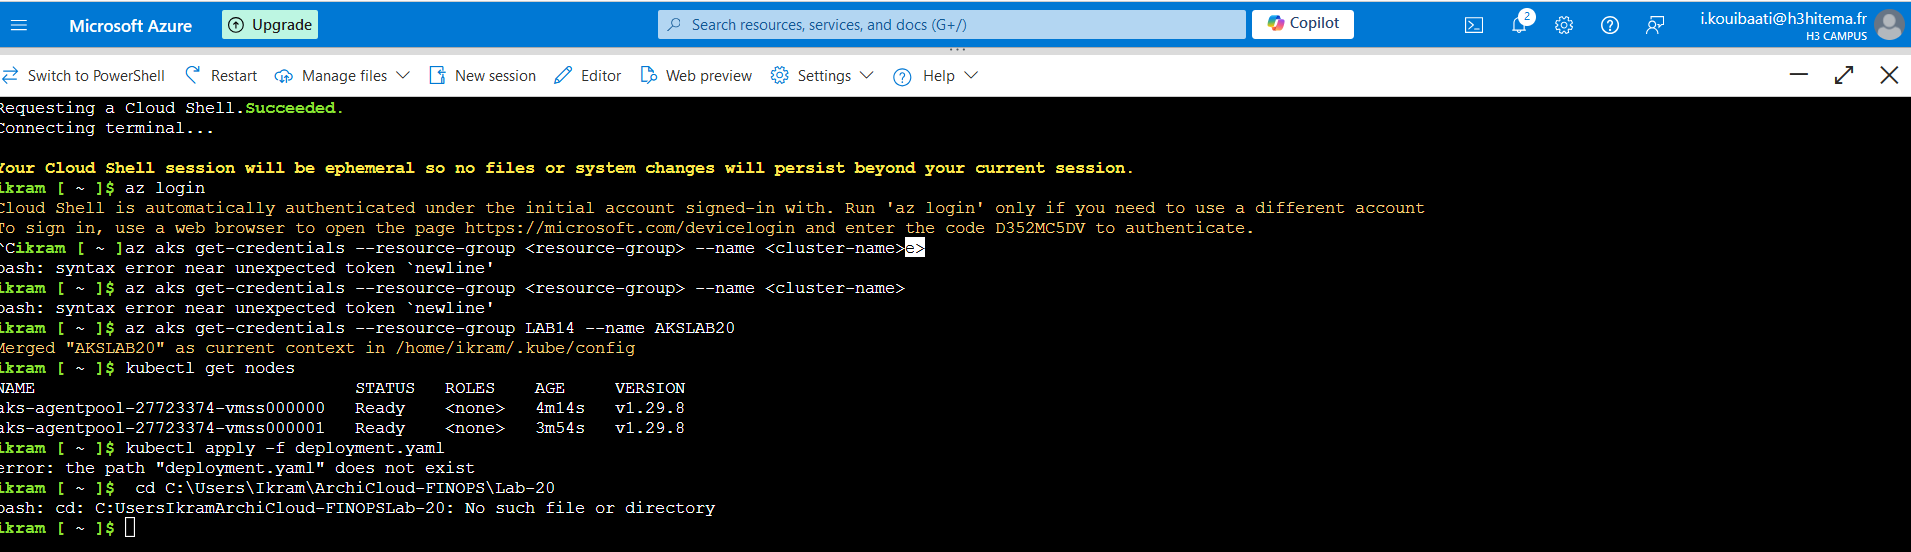 Microsoft Azure
Upgrade
Search resources, services, and docs (G+/)
Copilot
2
i.kouibaati@h3hitema.fr
H3 CAMPUS
Switch to PowerShell
Restart
Manage files
New session
Editor
Web preview
Settings
Help
Requesting a Cloud Shell.Succeeded.
Connecting terminal...
Your Cloud Shell session will be ephemeral so no files or system changes will persist beyond your current session.
ikram [ ~ ]$ az login
Cloud Shell is automatically authenticated under the initial account signed-in with. Run 'az login' only if you need to use a different account
To sign in, use a web browser to open the page https://microsoft.com/devicelogin and enter the code D352MC5DV to authenticate.
^Cikram [ ~ ]az aks get-credentials --resource-group <resource-group> --name <cluster-name>e>
bash: syntax error near unexpected token `newline'
ikram [ ~ ]$ az aks get-credentials --resource-group <resource-group> --name <cluster-name>
bash: syntax error near unexpected token `newline'
ikram [ ~ ]$ az aks get-credentials --resource-group LAB14 --name AKSLAB20
Merged "AKSLAB20" as current context in /home/ikram/.kube/config
ikram [ ~ ]$ kubectl get nodes
NAME STATUS ROLES AGE VERSION
aks-agentpool-27723374-vmss000000 Ready <none> 4m14s v1.29.8
aks-agentpool-27723374-vmss000001 Ready <none> 3m54s v1.29.8
ikram [ ~ ]$ kubectl apply -f deployment.yaml
error: the path "deployment.yaml" does not exist
ikram [ ~ ]$  cd C:\Users\Ikram\ArchiCloud-FINOPS\Lab-20
bash: cd: C:UsersIkramArchiCloud-FINOPSLab-20: No such file or directory
ikram [ ~ ]$